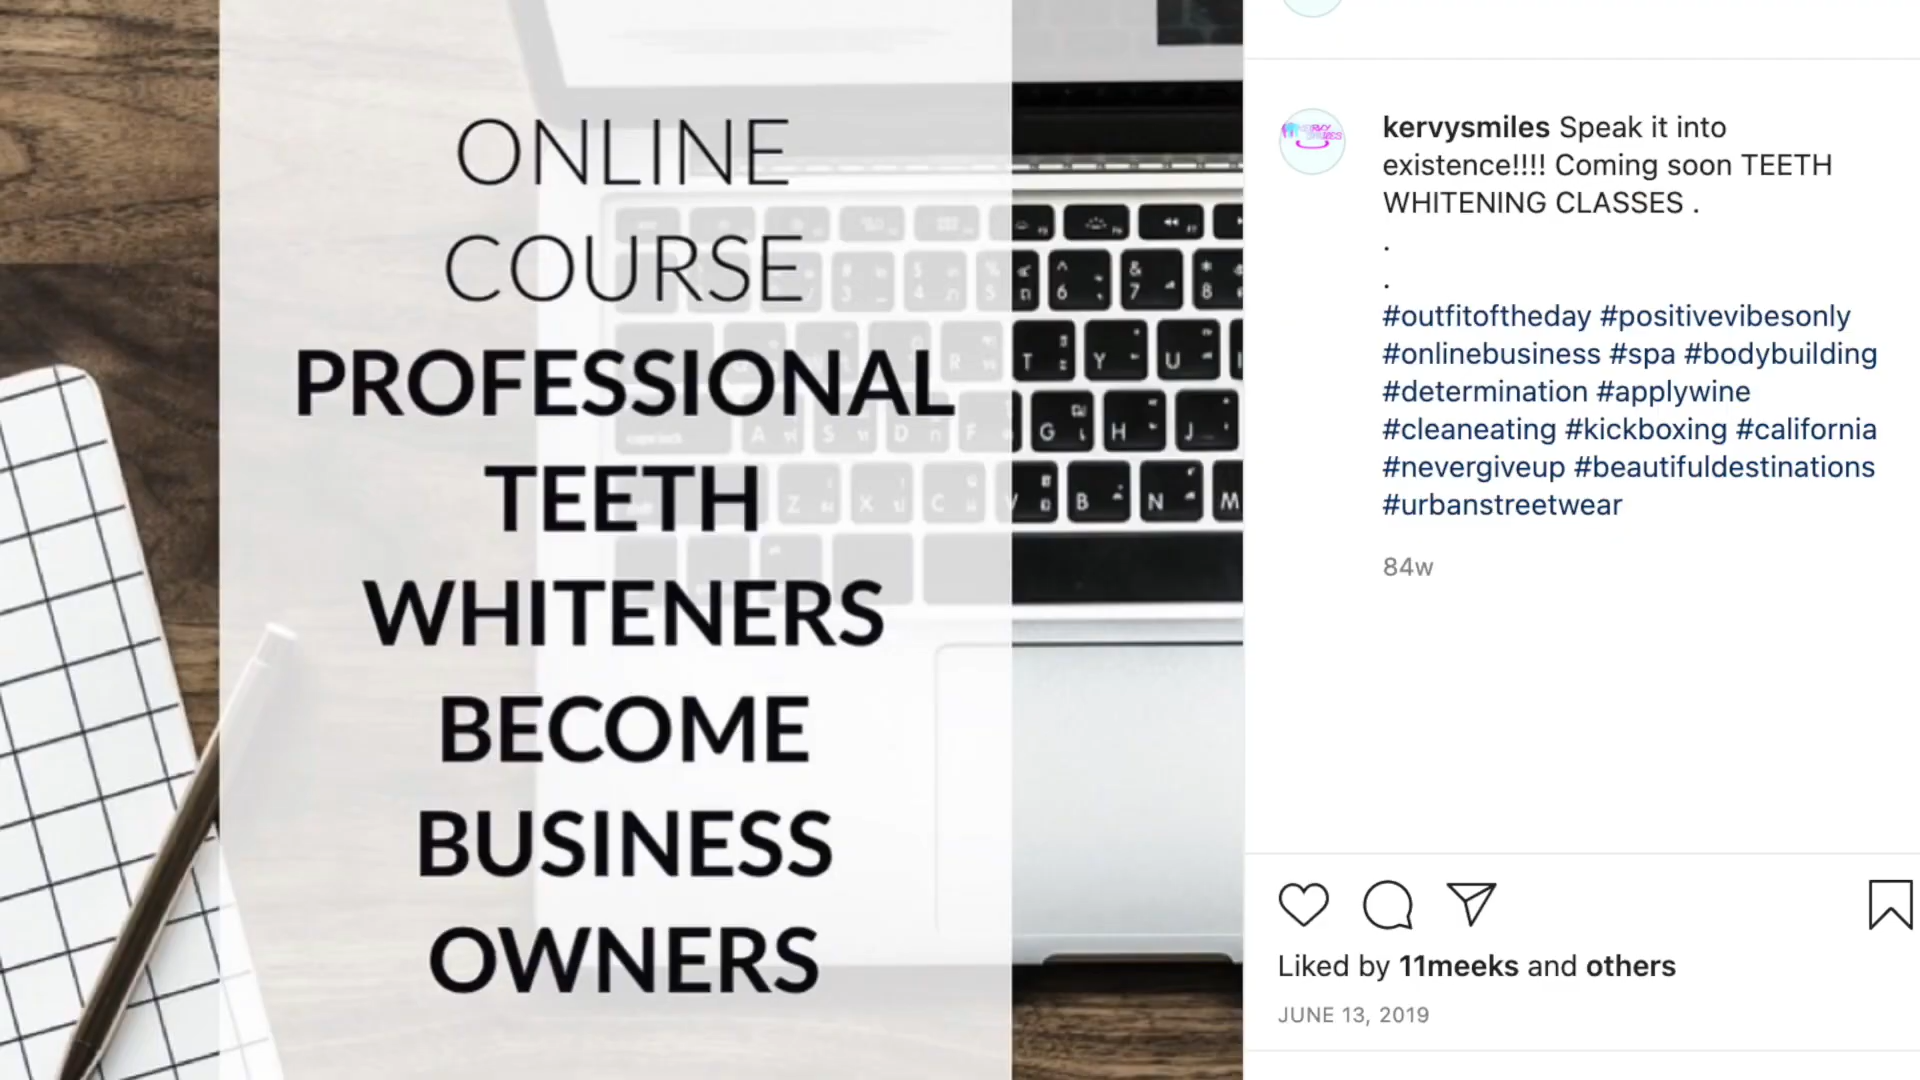 ONLINE
COURSE
PROFESSIONAL
TEETH
WHITENERS
BECOME
BUSINESS
OWNERS
kervysmiles Speak it into
existence!!!! Coming soon TEETH
WHITENING CLASSES .
.
.
#outfitoftheday #positivevibesonly
#onlinebusiness #spa #bodybuilding
#determination #applywine
#cleaneating #kickboxing #california
#nevergiveup #beautifuldestinations
#urbanstreetwear
84w
Liked by 11meeks and others
JUNE 13, 2019